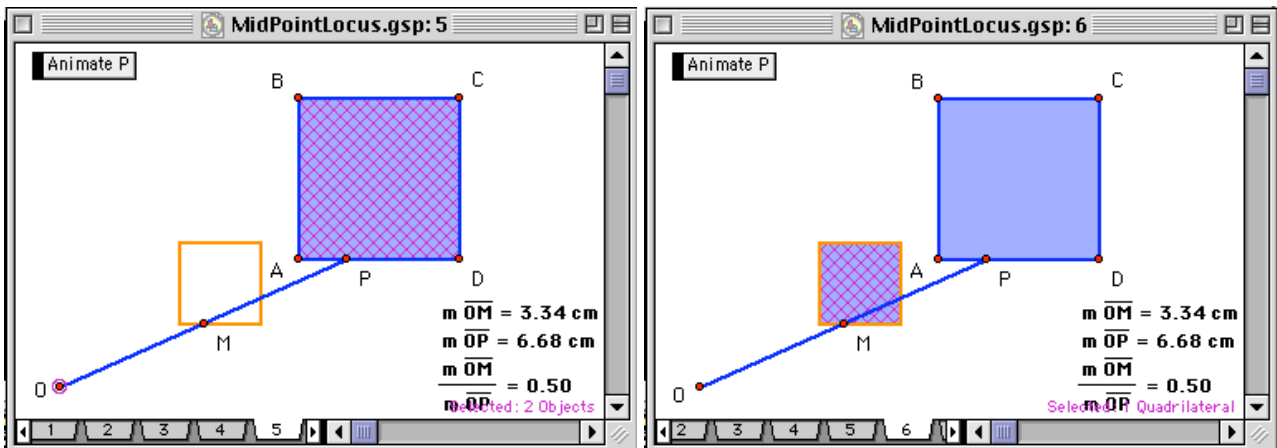 MidPointLocus.gsp: 5
Animate P
B
C
A
P
D
M
O
m OM = 3.34 cm
m OP = 6.68 cm
m OM
m OP
= 0.50
Selected: 2 Objects
1 2 3 4 5
MidPointLocus.gsp: 6
Animate P
B
C
A
P
D
M
O
m OM = 3.34 cm
m OP = 6.68 cm
m OM
m OP
= 0.50
Selected: 1 Quadrilateral
2 3 4 5 6